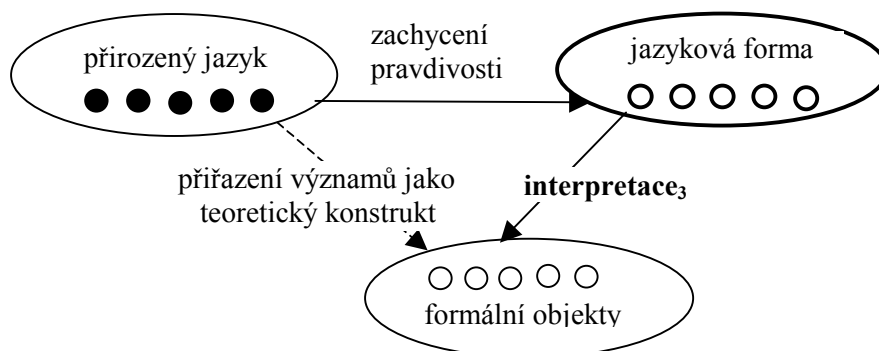 přirozený jazyk
zachycení
pravdivosti
jazyková forma
přiřazení významů jako
teoretický konstrukt
interpretace₃
formální objekty